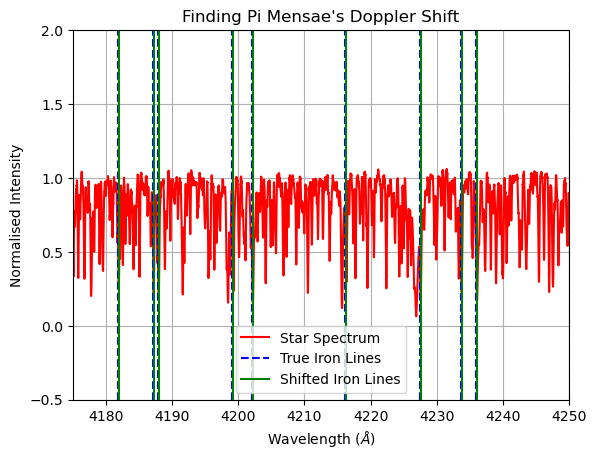 Finding Pi Mensae's Doppler Shift
2.0
1.5
1.0
0.5
0.0
−0.5
Normalised Intensity
Star Spectrum
True Iron Lines
Shifted Iron Lines
4180 4190 4200 4210 4220 4230 4240 4250
Wavelength (Å)